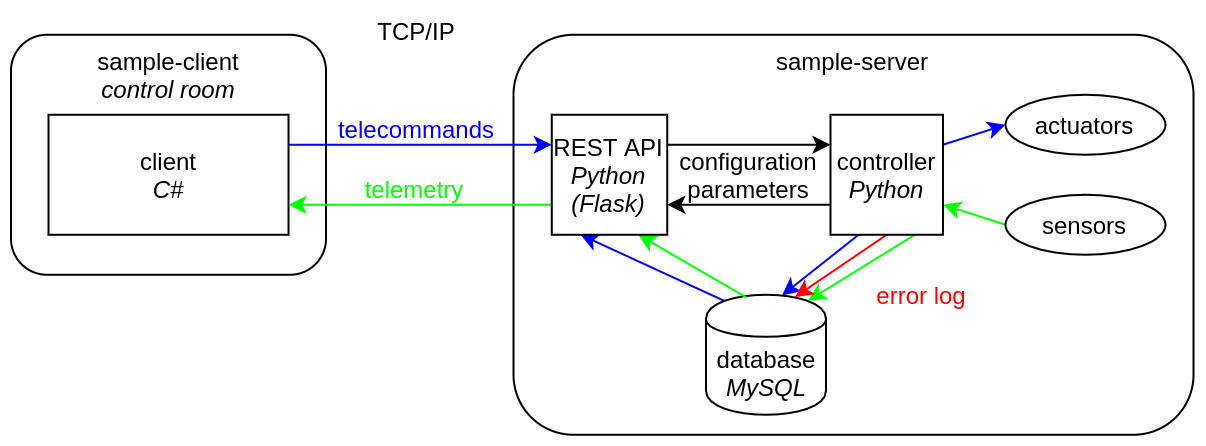 TCP/IP
sample-client
control room
client
C#
telecommands
telemetry
sample-server
REST API
Python
(Flask)
configuration
parameters
controller
Python
actuators
sensors
error log
database
MySQL